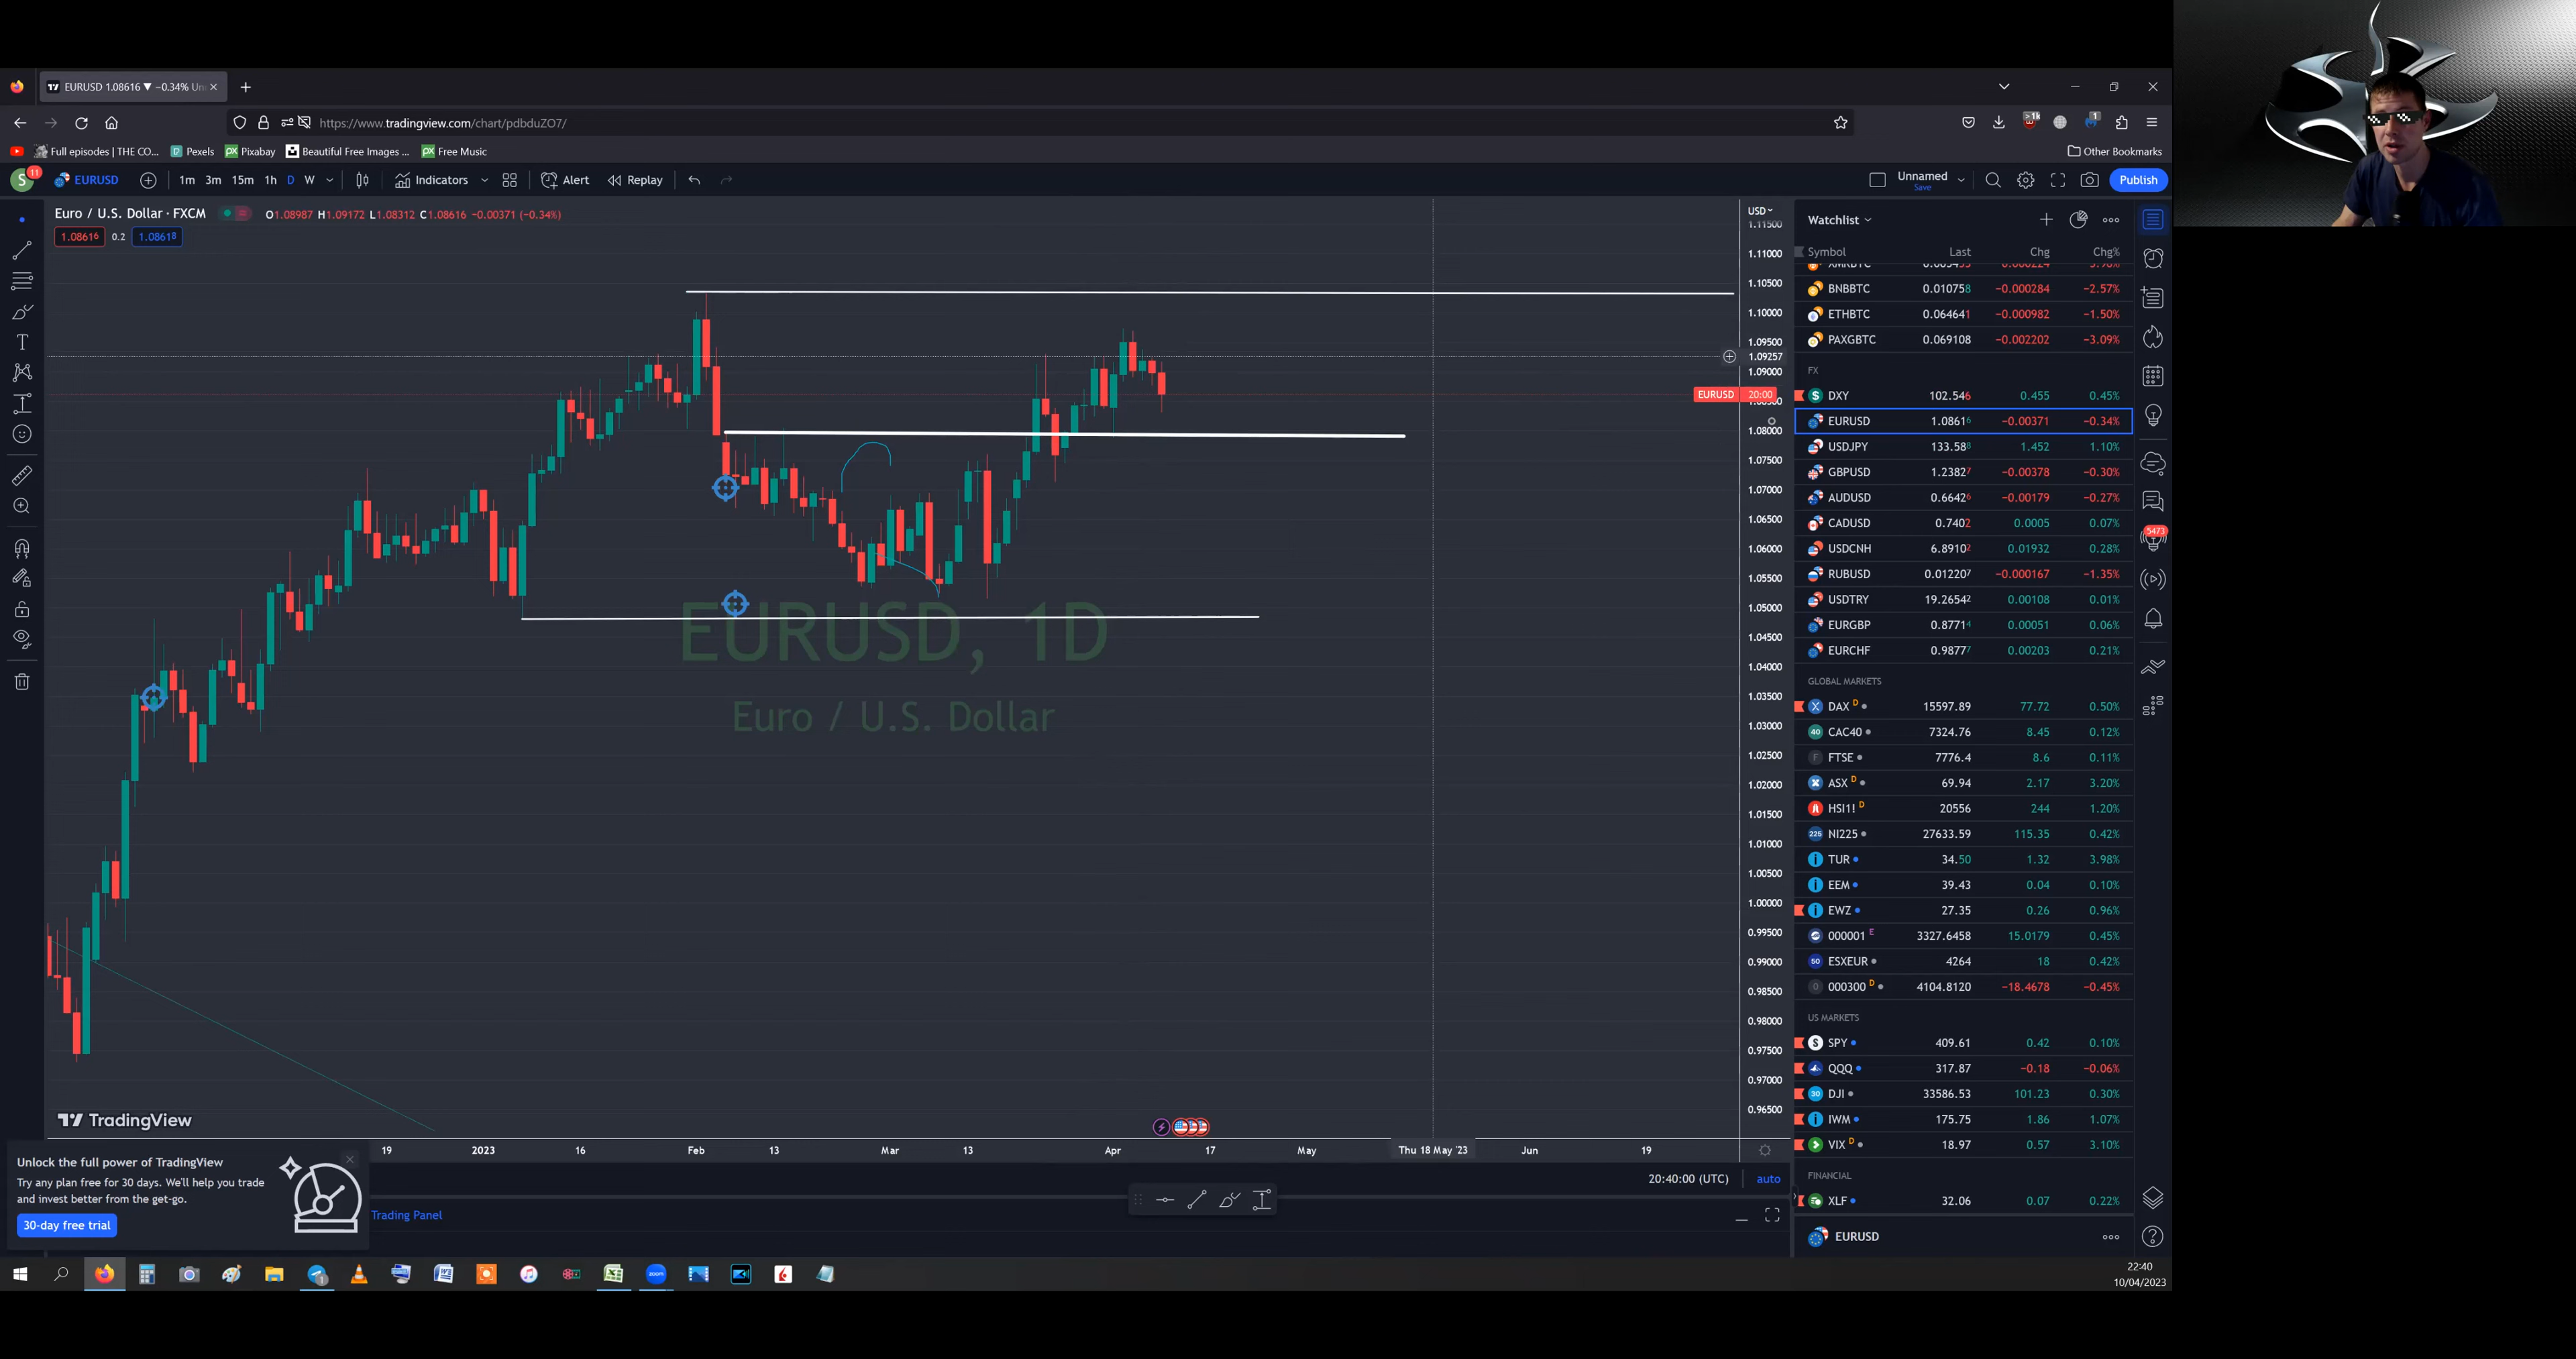 EURUSD 1.08616 ▼ −0.34% Un
https://www.tradingview.com/chart/pdbduZO7/
Full episodes | THE CO... Pexels Pixabay Beautiful Free Images ... Free Music
Other Bookmarks
S 11 EURUSD 1m 3m 15m 1h D W Indicators Alert Replay Unnamed Save Publish
Euro / U.S. Dollar · FXCM O1.08987 H1.09172 L1.08312 C1.08616 −0.00371 (−0.34%)
1.08616 0.2 1.08618
USD
1.11500
1.11000
1.10500
1.10000
1.09500
1.09257
1.09000
EURUSD 20:00
1.08000
1.07500
1.07000
1.06500
1.06000
1.05500
1.05000
1.04500
1.04000
1.03500
1.03000
1.02500
1.02000
1.01500
1.01000
1.00500
1.00000
0.99500
0.99000
0.98500
0.98000
0.97500
0.97000
0.96500
EURUSD, 1D
Euro / U.S. Dollar
TradingView
19 2023 16 Feb 13 Mar 13 Apr 17 May Thu 18 May '23 Jun 19
20:40:00 (UTC) auto
Unlock the full power of TradingView
Try any plan free for 30 days. We'll help you trade
and invest better from the get-go.
30-day free trial
Trading Panel
Watchlist
Symbol Last Chg Chg%
BNBBTC 0.010758 −0.000284 −2.57%
ETHBTC 0.064641 −0.000982 −1.50%
PAXGBTC 0.069108 −0.002202 −3.09%
FX
DXY 102.546 0.455 0.45%
EURUSD 1.08616 −0.00371 −0.34%
USDJPY 133.588 1.452 1.10%
GBPUSD 1.23827 −0.00378 −0.30%
AUDUSD 0.66426 −0.00179 −0.27%
CADUSD 0.7402 0.0005 0.07%
USDCNH 6.89102 0.01932 0.28%
RUBUSD 0.012207 −0.000167 −1.35%
USDTRY 19.26542 0.00108 0.01%
EURGBP 0.87714 0.00051 0.06%
EURCHF 0.98777 0.00203 0.21%
GLOBAL MARKETS
DAX D 15597.89 77.72 0.50%
CAC40 7324.76 8.45 0.12%
FTSE 7776.4 8.6 0.11%
ASX D 69.94 2.17 3.20%
HSI1! D 20556 244 1.20%
NI225 27633.59 115.35 0.42%
TUR 34.50 1.32 3.98%
EEM 39.43 0.04 0.10%
EWZ 27.35 0.26 0.96%
000001 E 3327.6458 15.0179 0.45%
ESXEUR 4264 18 0.42%
000300 D 4104.8120 −18.4678 −0.45%
US MARKETS
SPY 409.61 0.42 0.10%
QQQ 317.87 −0.18 −0.06%
DJI 33586.53 101.23 0.30%
IWM 175.75 1.86 1.07%
VIX D 18.97 0.57 3.10%
FINANCIAL
XLF 32.06 0.07 0.22%
EURUSD
5473
22:40
10/04/2023